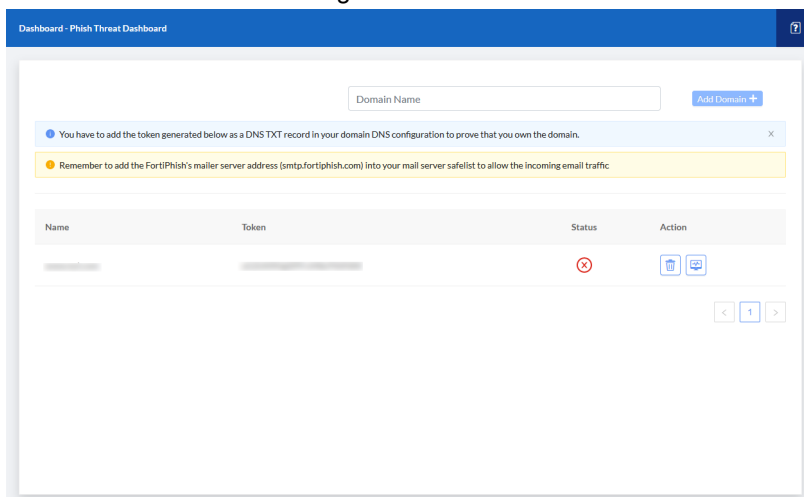 Dashboard - Phish Threat Dashboard
Domain Name
Add Domain +
You have to add the token generated below as a DNS TXT record in your domain DNS configuration to prove that you own the domain.
Remember to add the FortiPhish's mailer server address (smtp.fortiphish.com) into your mail server safelist to allow the incoming email traffic
Name Token Status Action
< 1 >